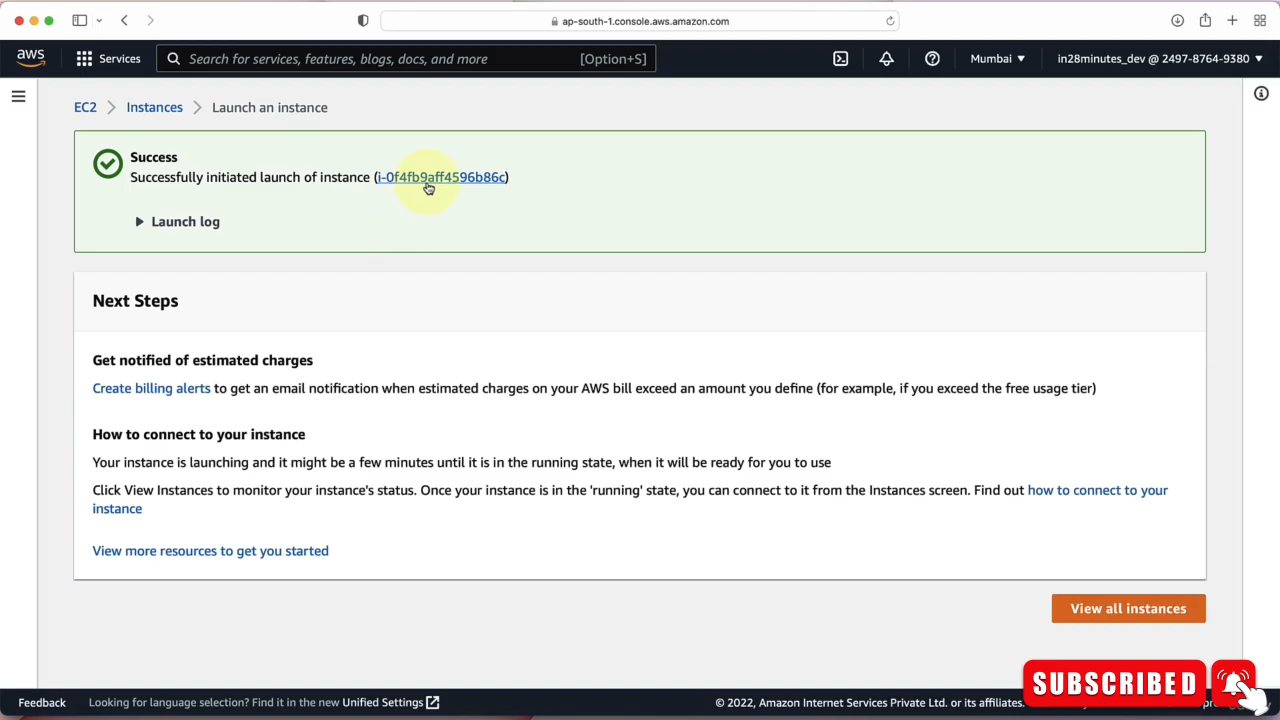 ap-south-1.console.aws.amazon.com
aws
Services
Search for services, features, blogs, docs, and more
[Option+S]
Mumbai
in28minutes_dev @ 2497-8764-9380
EC2
Instances
Launch an instance
Success
Successfully initiated launch of instance (i-0f4fb9aff4596b86c)
Launch log
Next Steps
Get notified of estimated charges
Create billing alerts to get an email notification when estimated charges on your AWS bill exceed an amount you define (for example, if you exceed the free usage tier)
How to connect to your instance
Your instance is launching and it might be a few minutes until it is in the running state, when it will be ready for you to use
Click View Instances to monitor your instance's status. Once your instance is in the 'running' state, you can connect to it from the Instances screen. Find out how to connect to your
instance
View more resources to get you started
View all instances
SUBSCRIBED
Feedback
Looking for language selection? Find it in the new Unified Settings
© 2022, Amazon Internet Services Private Ltd. or its affiliates.